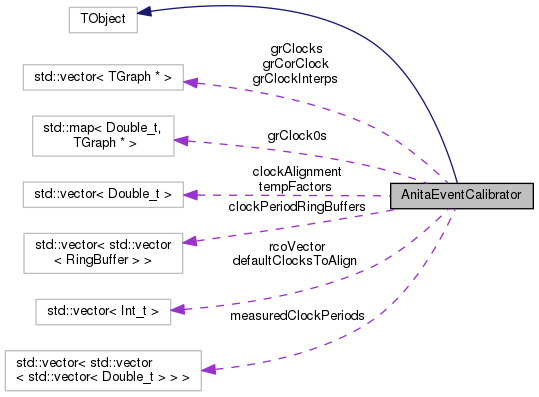 TObject
grClocks
grCorClock
grClockInterps
std::vector< TGraph * >
std::map< Double_t,
TGraph * >
grClock0s
clockAlignment
tempFactors
std::vector< Double_t >
AnitaEventCalibrator
clockPeriodRingBuffers
std::vector< std::vector
< RingBuffer > >
rcoVector
defaultClocksToAlign
std::vector< Int_t >
measuredClockPeriods
std::vector< std::vector
< std::vector< Double_t > > >